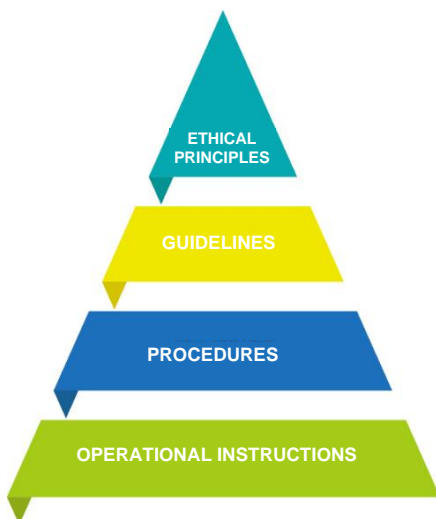 ETHICAL
PRINCIPLES
GUIDELINES
PROCEDURES
OPERATIONAL INSTRUCTIONS